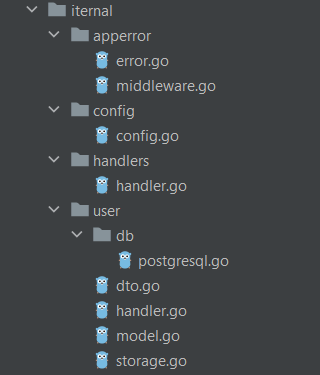 iternal
apperror
error.go
middleware.go
config
config.go
handlers
handler.go
user
db
postgresql.go
dto.go
handler.go
model.go
storage.go